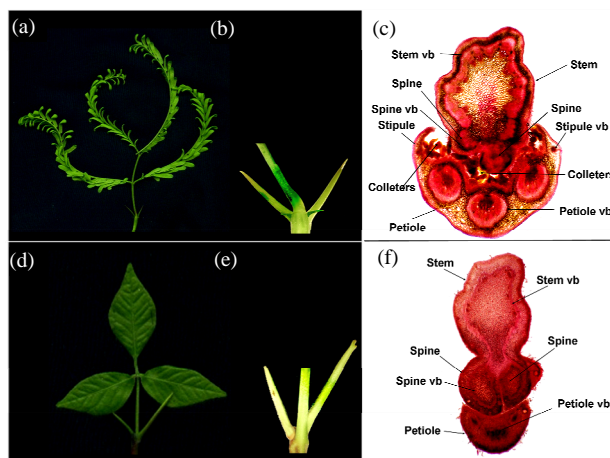 (a)
(b)
(c)
Stem vb
Stem
Spine
Spine
Spine vb
Stipule vb
Stipule
Colleters
Colleters
Petiole
Petiole vb
(d)
(e)
(f)
Stem
Stem vb
Spine
Spine
Spine vb
Petiole vb
Petiole